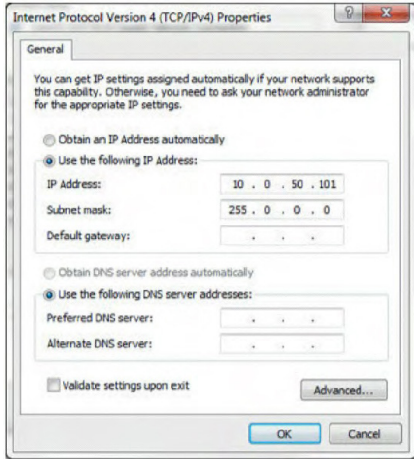 Internet Protocol Version 4 (TCP/IPv4) Properties
General
You can get IP settings assigned automatically if your network supports
this capability. Otherwise, you need to ask your network administrator
for the appropriate IP settings.
Obtain an IP Address automatically
Use the following IP Address:
IP Address: 10 . 0 . 50 . 101
Subnet mask: 255 . 0 . 0 . 0
Default gateway: . . .
Obtain DNS server address automatically
Use the following DNS server addresses:
Preferred DNS server: . . .
Alternate DNS server: . . .
Validate settings upon exit
Advanced...
OK Cancel